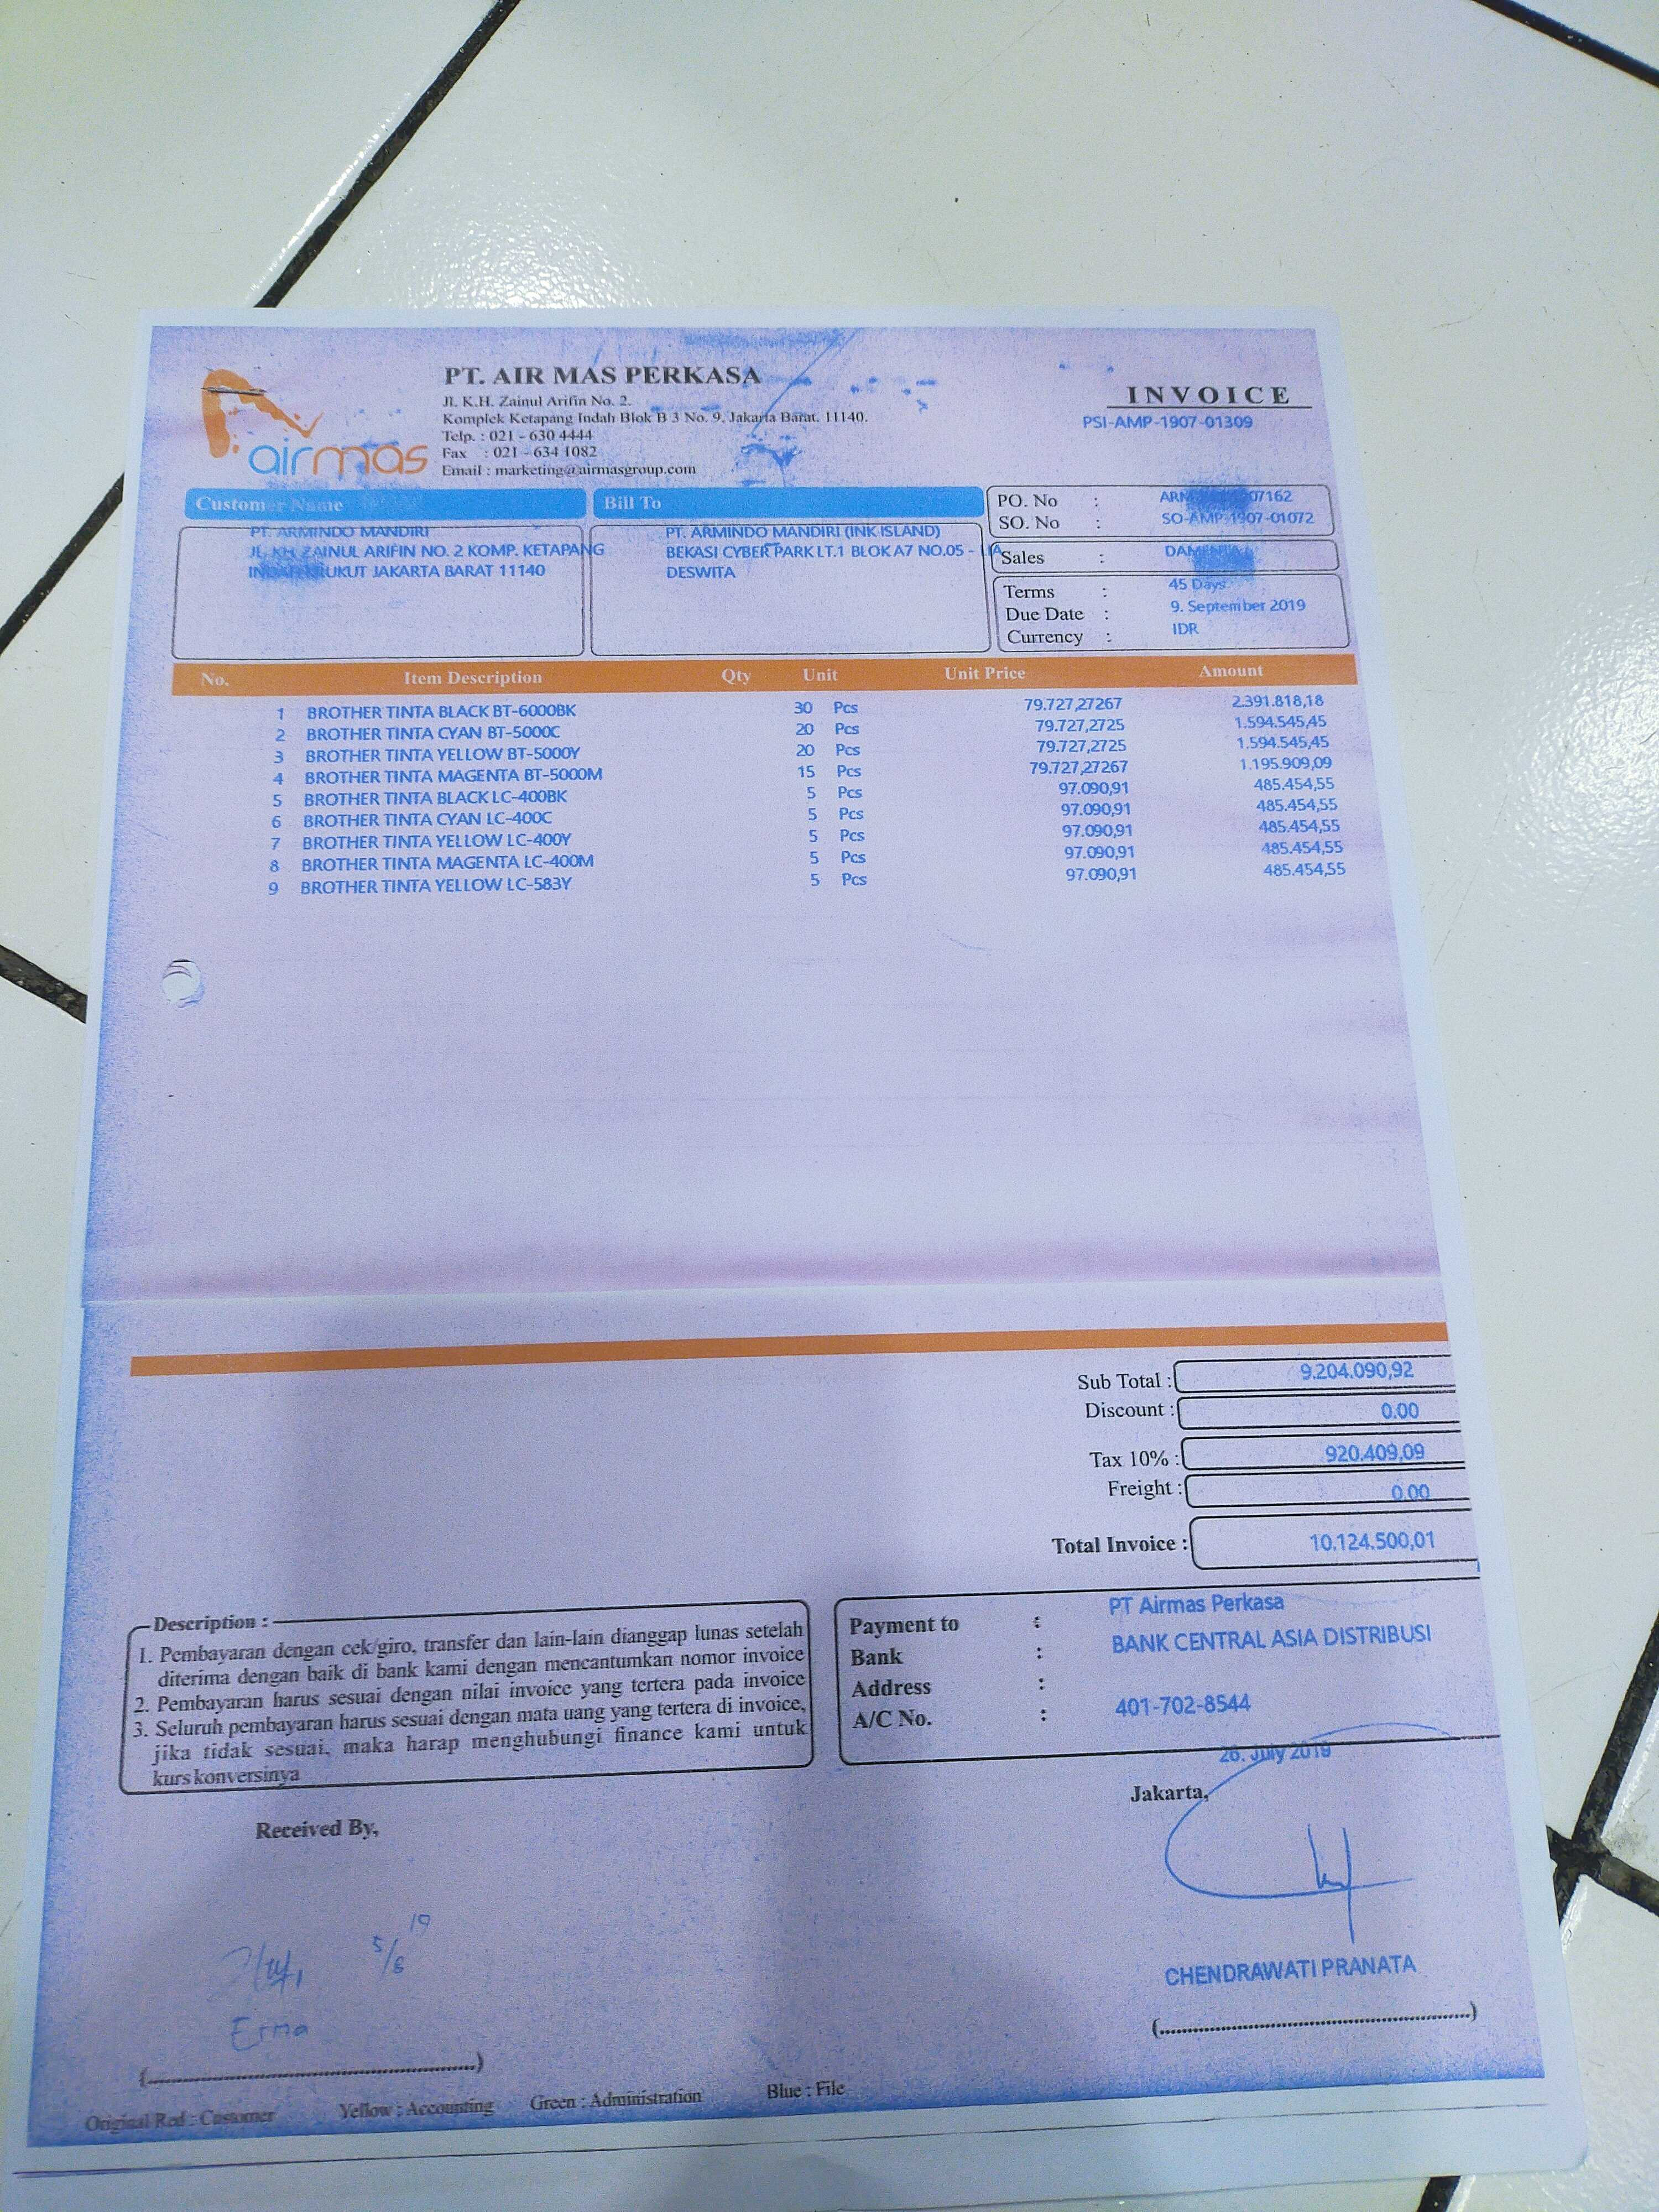 airmas
PT. AIR MAS PERKASA
Jl. K.H. Zainul Arifin No. 2.
Komplek Ketapang Indah Blok B 3 No. 9, Jakarta Barat. 11140.
Telp. : 021 - 630 4444
Fax : 021 - 634 1082
Email : marketing@airmasgroup.com
INVOICE
PSI-AMP-1907-01309
Customer Name
PT. ARMINDO MANDIRI
JL. KH. ZAINUL ARIFIN NO. 2 KOMP. KETAPANG
INDAH KRUKUT JAKARTA BARAT 11140
Bill To
PT. ARMINDO MANDIRI (INK ISLAND)
BEKASI CYBER PARK LT.1 BLOK A7 NO.05 - LIA
DESWITA
PO. No :
SO. No : SO-AMP-1907-01072
Sales :
Terms : 45 Days
Due Date : 9. September 2019
Currency : IDR
No. Item Description Qty Unit Unit Price Amount
1 BROTHER TINTA BLACK BT-6000BK 30 Pcs 79.727,27267 2.391.818,18
2 BROTHER TINTA CYAN BT-5000C 20 Pcs 79.727,2725 1.594.545,45
3 BROTHER TINTA YELLOW BT-5000Y 20 Pcs 79.727,2725 1.594.545,45
4 BROTHER TINTA MAGENTA BT-5000M 15 Pcs 79.727,27267 1.195.909,09
5 BROTHER TINTA BLACK LC-400BK 5 Pcs 97.090,91 485.454,55
6 BROTHER TINTA CYAN LC-400C 5 Pcs 97.090,91 485.454,55
7 BROTHER TINTA YELLOW LC-400Y 5 Pcs 97.090,91 485.454,55
8 BROTHER TINTA MAGENTA LC-400M 5 Pcs 97.090,91 485.454,55
9 BROTHER TINTA YELLOW LC-583Y 5 Pcs 97.090,91 485.454,55
Sub Total : 9.204.090,92
Discount : 0.00
Tax 10% : 920.409,09
Freight : 0.00
Total Invoice : 10.124.500,01
Description :
1. Pembayaran dengan cek/giro, transfer dan lain-lain dianggap lunas setelah
diterima dengan baik di bank kami dengan mencantumkan nomor invoice
2. Pembayaran harus sesuai dengan nilai invoice yang tertera pada invoice
3. Seluruh pembayaran harus sesuai dengan mata uang yang tertera di invoice,
jika tidak sesuai, maka harap menghubungi finance kami untuk
kurs konversinya
Payment to : PT Airmas Perkasa
Bank : BANK CENTRAL ASIA DISTRIBUSI
Address :
A/C No. : 401-702-8544
26. July 2019
Jakarta,
Received By,
5/8 19
Erma
CHENDRAWATI PRANATA
(....................)
(....................)
Original Red : Customer Yellow : Accounting Green : Administration Blue : File